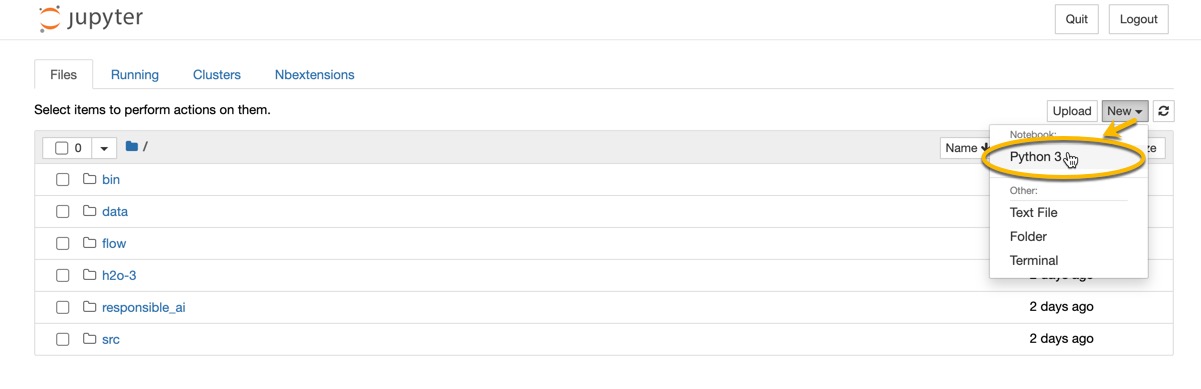 jupyter
Quit
Logout
Files
Running
Clusters
Nbextensions
Select items to perform actions on them.
Upload
New
0
/
Name
Notebook:
Python 3
Other:
Text File
Folder
Terminal
bin
data
flow
h2o-3
responsible_ai
2 days ago
src
2 days ago